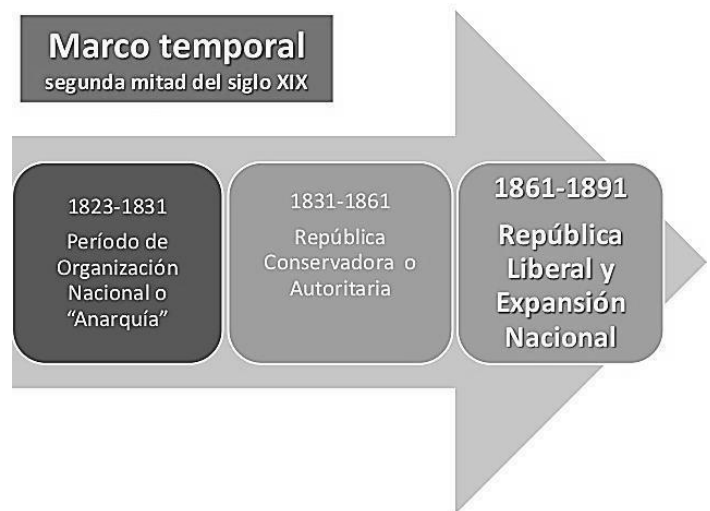 Marco temporal
segunda mitad del siglo XIX
1823-1831
Período de
Organización
Nacional o
“Anarquía”
1831-1861
República
Conservadora o
Autoritaria
1861-1891
República
Liberal y
Expansión
Nacional